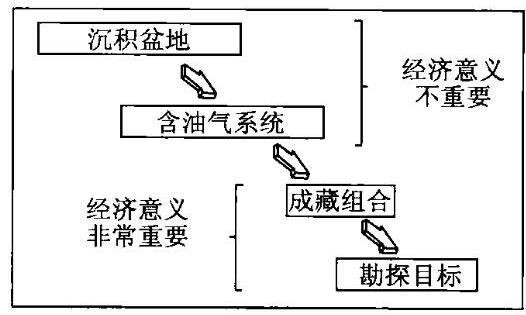 沉积盆地
经济意义
不重要
含油气系统
成藏组合
经济意义
非常重要
勘探目标